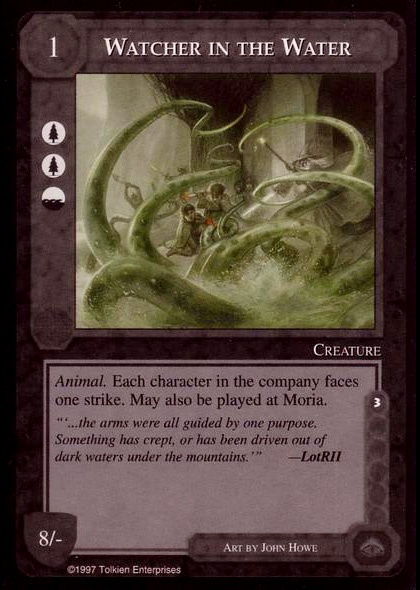 1
WATCHER IN THE WATER
CREATURE
Animal. Each character in the company faces
one strike. May also be played at Moria.
3
“‘...the arms were all guided by one purpose.
Something has crept, or has been driven out of
dark waters under the mountains.’” —LotRII
8/-
ART BY JOHN HOWE
©1997 Tolkien Enterprises